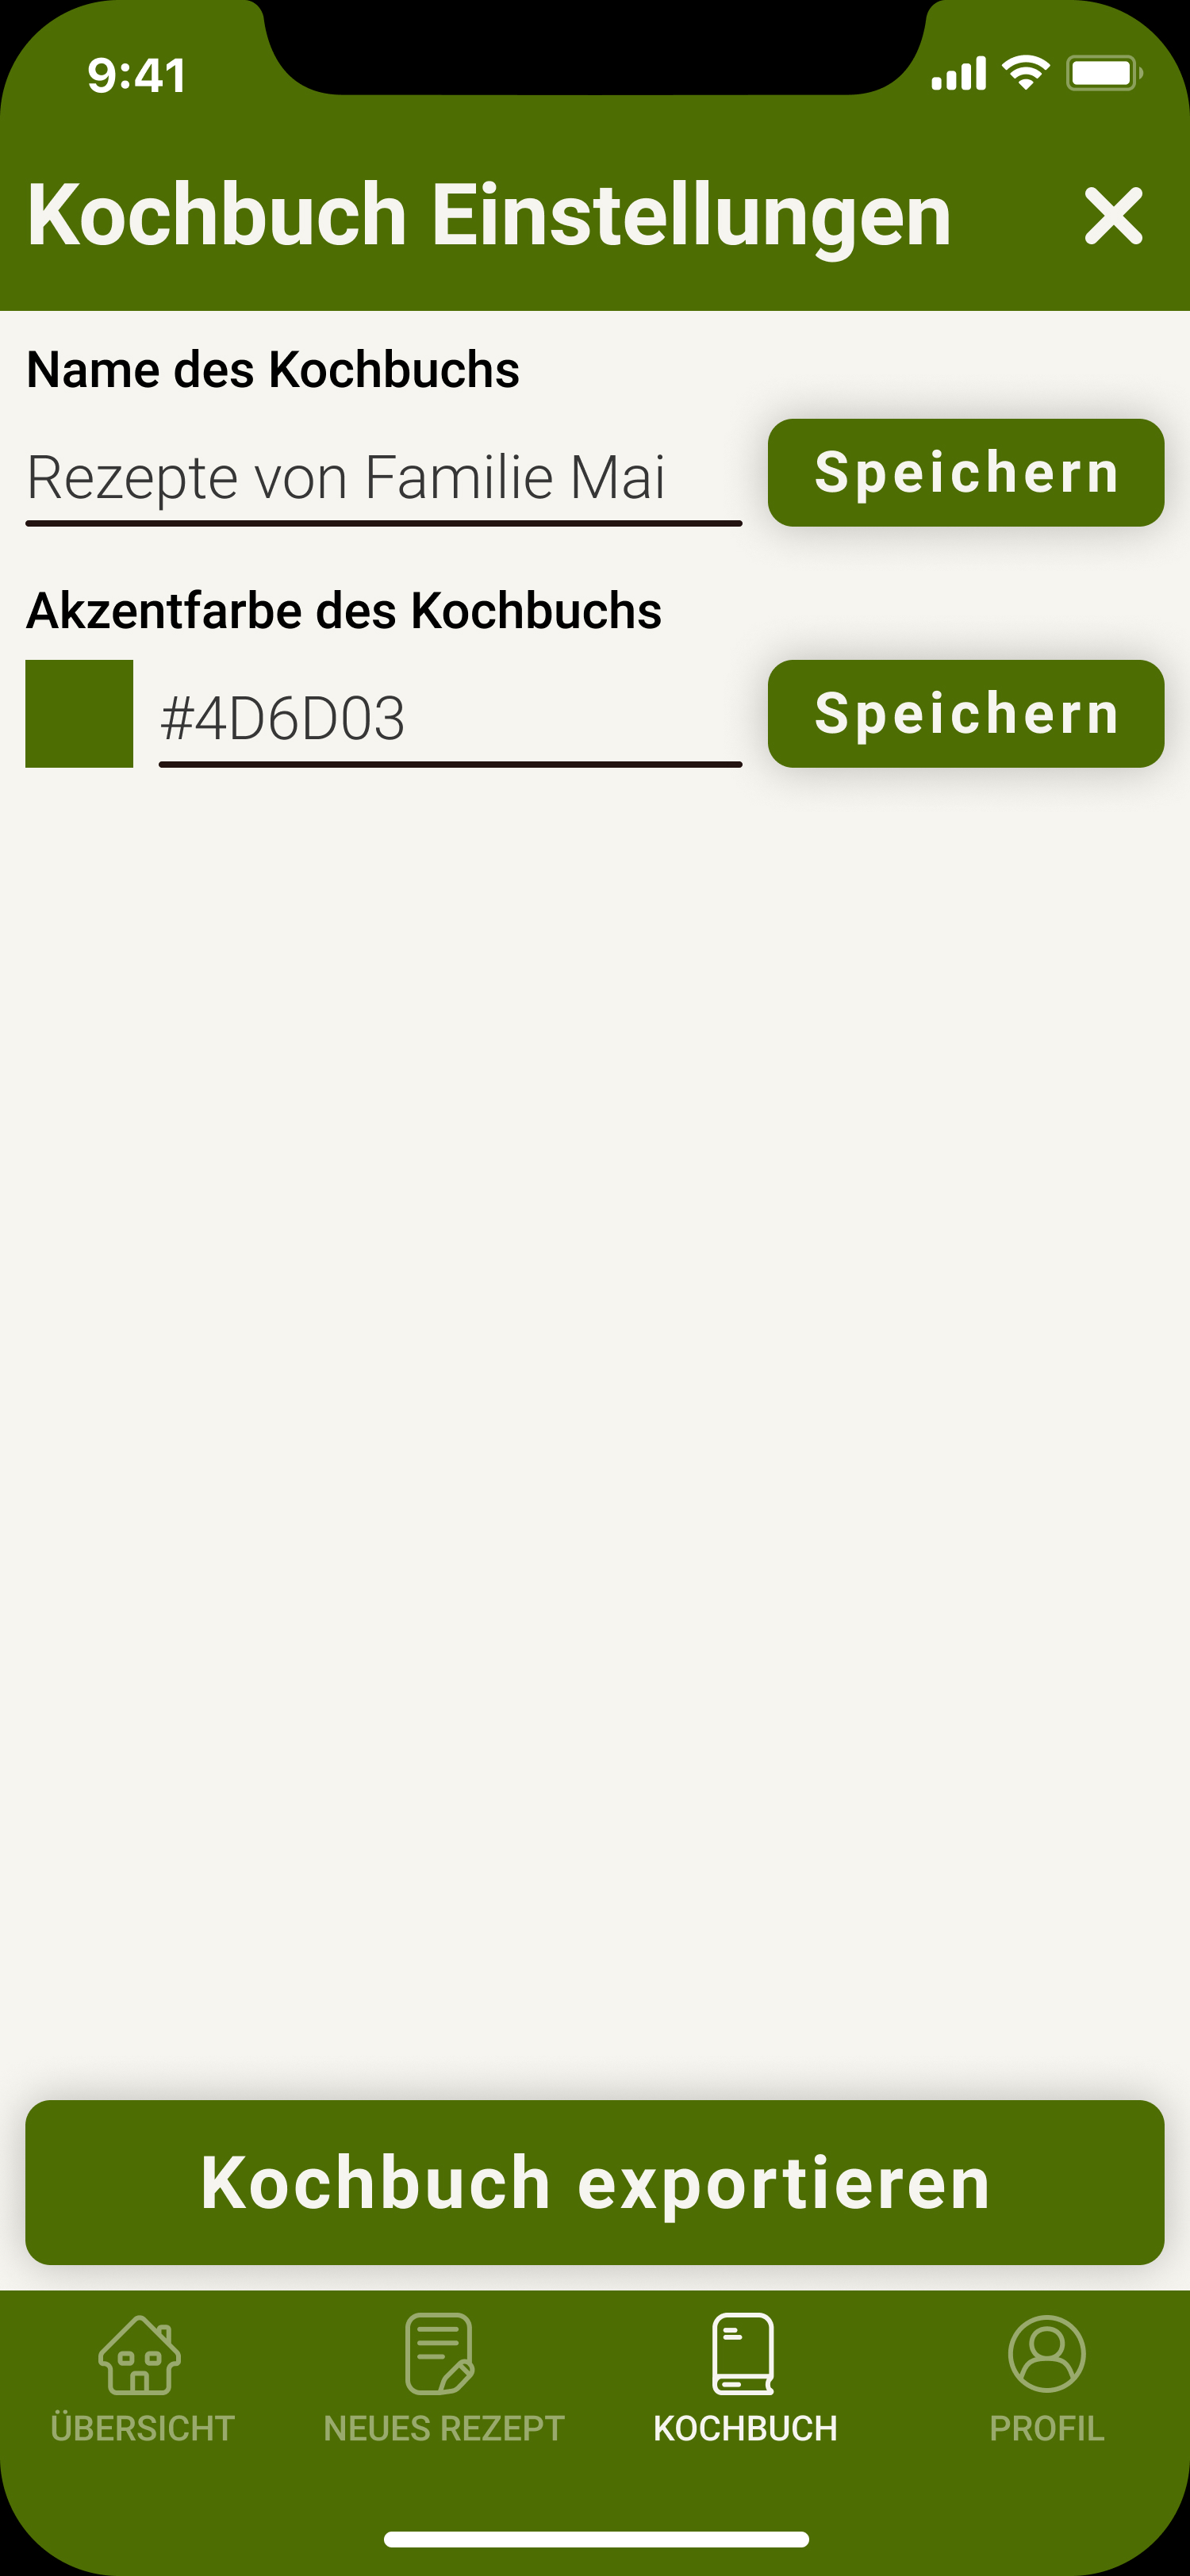 9:41
Kochbuch Einstellungen
Name des Kochbuchs
Rezepte von Familie Mai
Speichern
Akzentfarbe des Kochbuchs
#4D6D03
Speichern
Kochbuch exportieren
ÜBERSICHT
NEUES REZEPT
KOCHBUCH
PROFIL